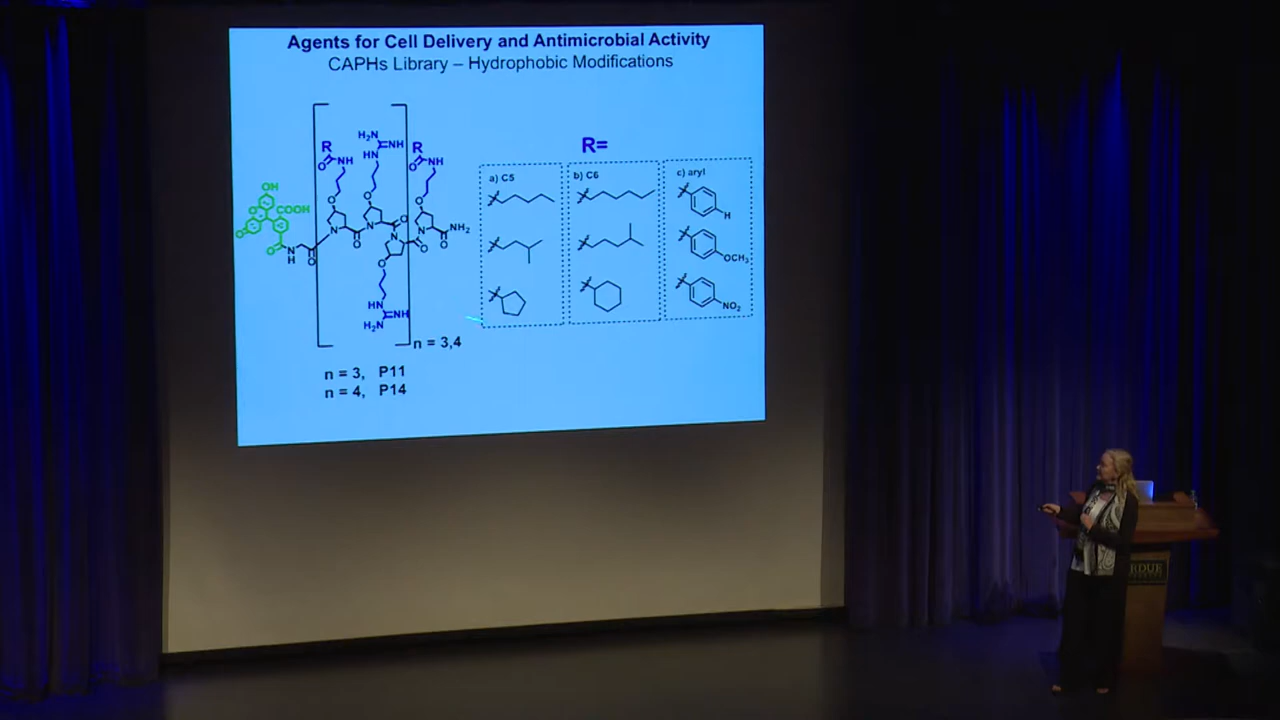 Agents for Cell Delivery and Antimicrobial Activity
CAPHs Library – Hydrophobic Modifications
R
O
NH
H₂N
NH
HN
O
O
R
O
NH
O
OH
O
O
COOH
O
N
H
O
N
O
N
O
N
O
N
O
NH₂
O
HN
NH
H₂N
n = 3,4
n = 3, P11
n = 4, P14
R=
a) C5
b) C6
c) aryl
H
OCH₃
NO₂
RDUE